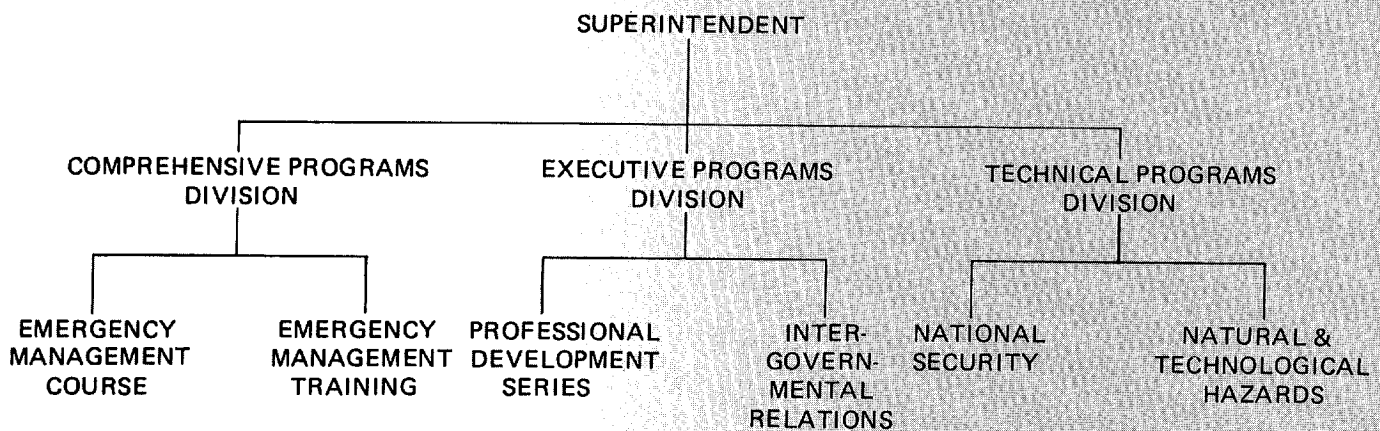 SUPERINTENDENT
COMPREHENSIVE PROGRAMS
DIVISION
EXECUTIVE PROGRAMS
DIVISION
TECHNICAL PROGRAMS
DIVISION
EMERGENCY
MANAGEMENT
COURSE
EMERGENCY
MANAGEMENT
TRAINING
PROFESSIONAL
DEVELOPMENT
SERIES
INTER-
GOVERN-
MENTAL
RELATIONS
NATIONAL
SECURITY
NATURAL &
TECHNOLOGICAL
HAZARDS